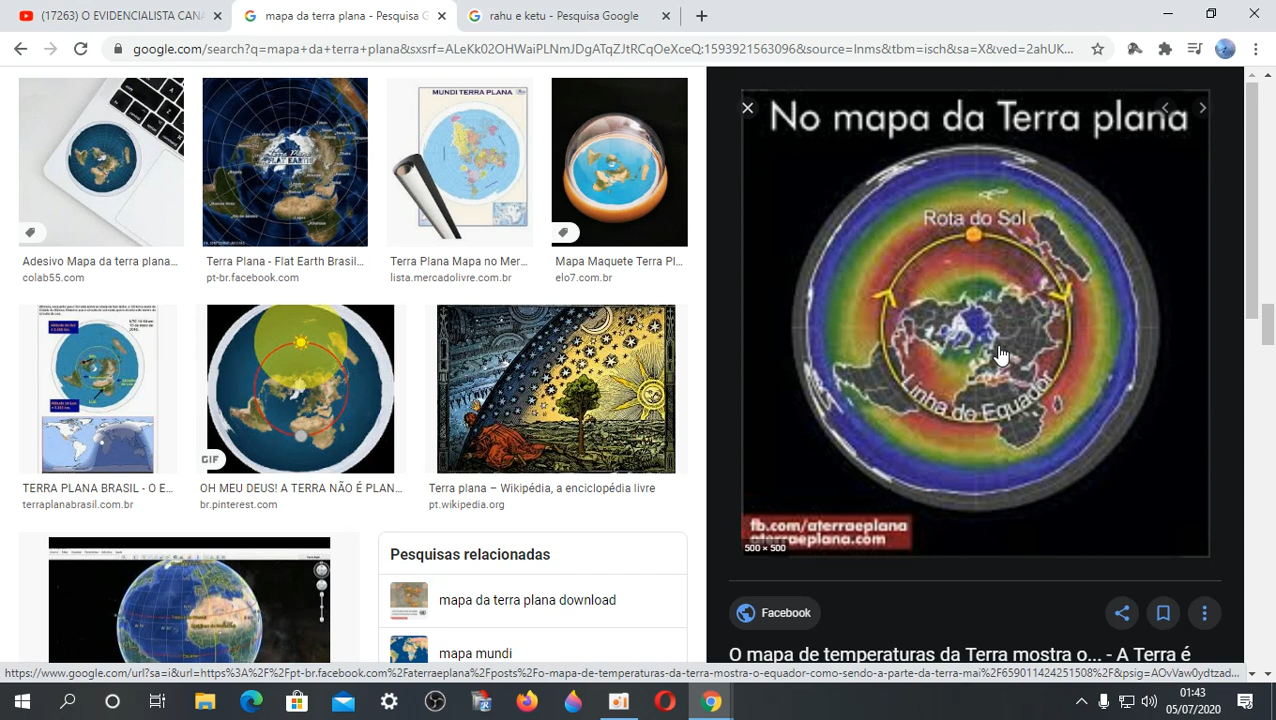 (17263) O EVIDENCIALISTA CANA
mapa da terra plana - Pesquisa G
rahu e ketu - Pesquisa Google
google.com/search?q=mapa+da+terra+plana&sxsrf=ALeKk02OHWaiPLNmJDgATqZJtRCqOeXceQ:1593921563096&source=lnms&tbm=isch&sa=X&ved=2ahUK...
MUNDI TERRA PLANA
Terra Plana
FLAT EARTH
Adesivo Mapa da terra plana...
colab55.com
Terra Plana - Flat Earth Brasil...
pt-br.facebook.com
Terra Plana Mapa no Mer...
lista.mercadolivre.com.br
Mapa Maquete Terra Pl...
elo7.com.br
GIF
TERRA PLANA BRASIL - O E...
terraplanabrasil.com.br
OH MEU DEUS! A TERRA NÃO É PLAN...
br.pinterest.com
Terra plana – Wikipédia, a enciclopédia livre
pt.wikipedia.org
Pesquisas relacionadas
mapa da terra plana download
mapa mundi
No mapa da Terra plana
Rota do Sol
Linha do Equador
fb.com/aterraeplana
aterraeplana.com
500 × 500
Facebook
O mapa de temperaturas da Terra mostra o... - A Terra é
https://www.google.com/url?sa=i&url=https%3A%2F%2Fpt-br.facebook.com%2Faterraeplana%2Fposts%2Fo-mapa-de-temperaturas-da-terra-mostra-o-equador-como-sendo-a-parte-da-terra-mai%2F659011424251508%2F&psig=AOvVaw0ydtzad...
01:43
05/07/2020